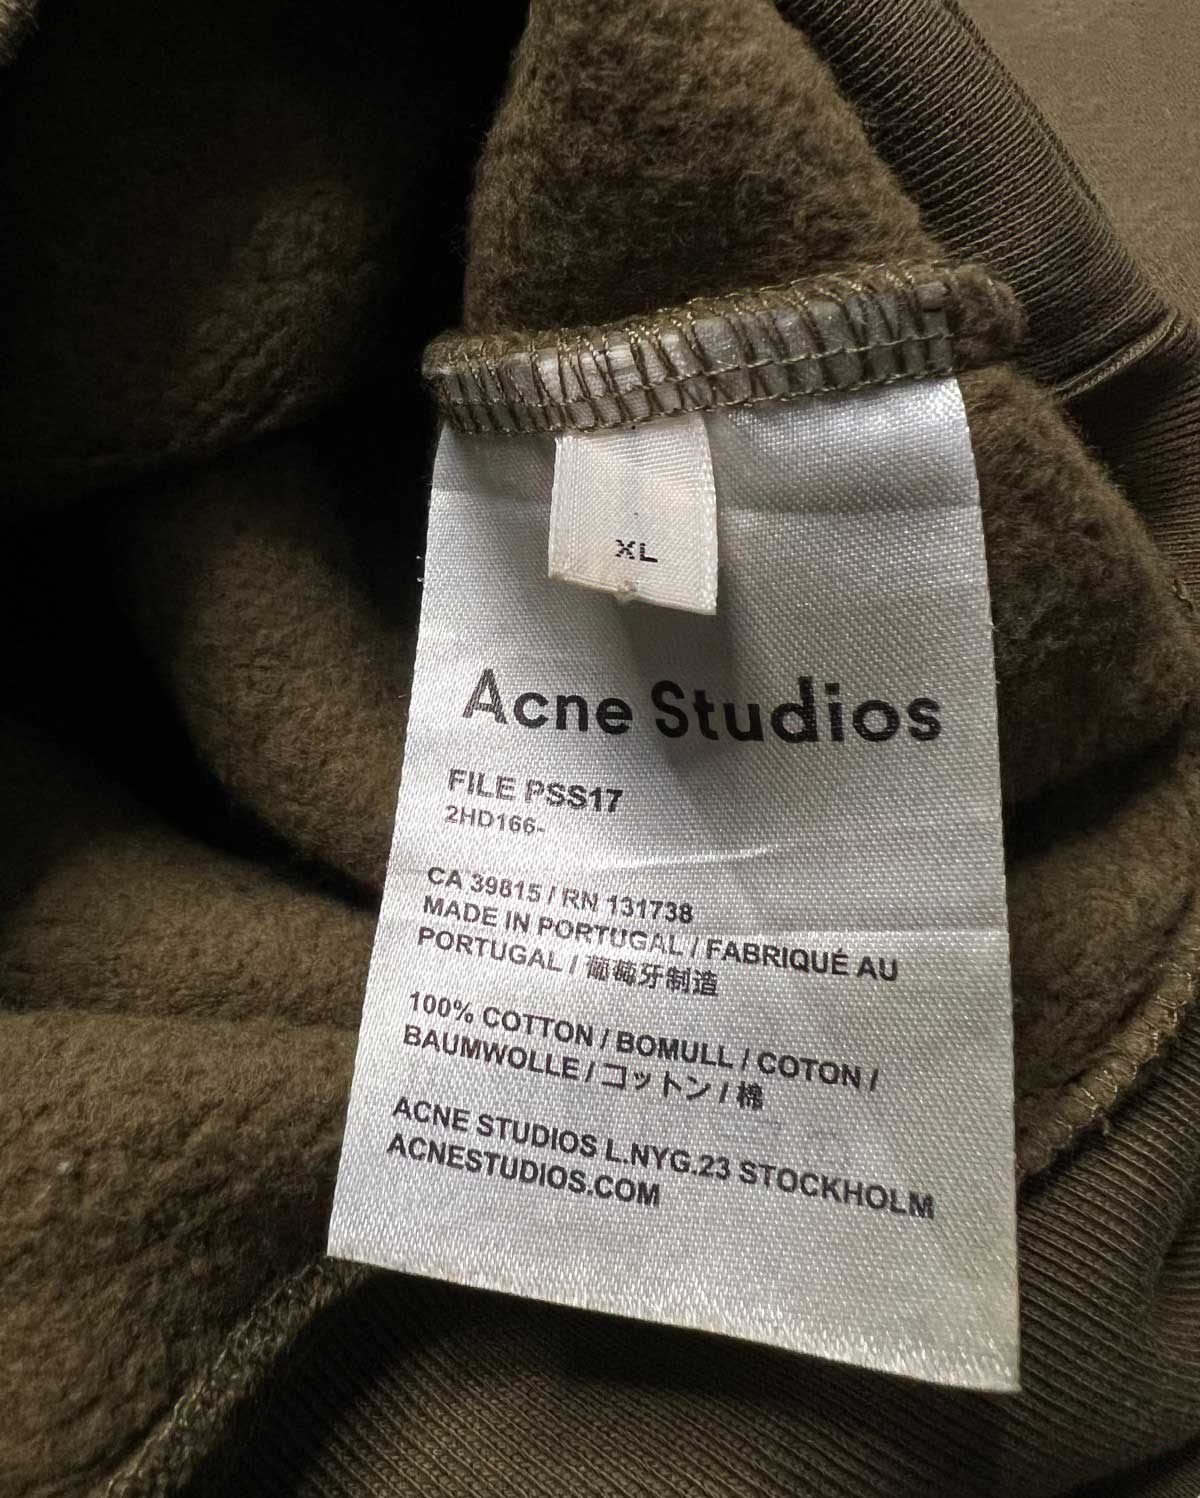 XL
Acne Studios
FILE PSS17
2HD166-
CA 39815 / RN 131738
MADE IN PORTUGAL / FABRIQUÉ AU
PORTUGAL / 葡萄牙制造
100% COTTON / BOMULL / COTON /
BAUMWOLLE / コットン / 棉
ACNE STUDIOS L.NYG.23 STOCKHOLM
ACNESTUDIOS.COM